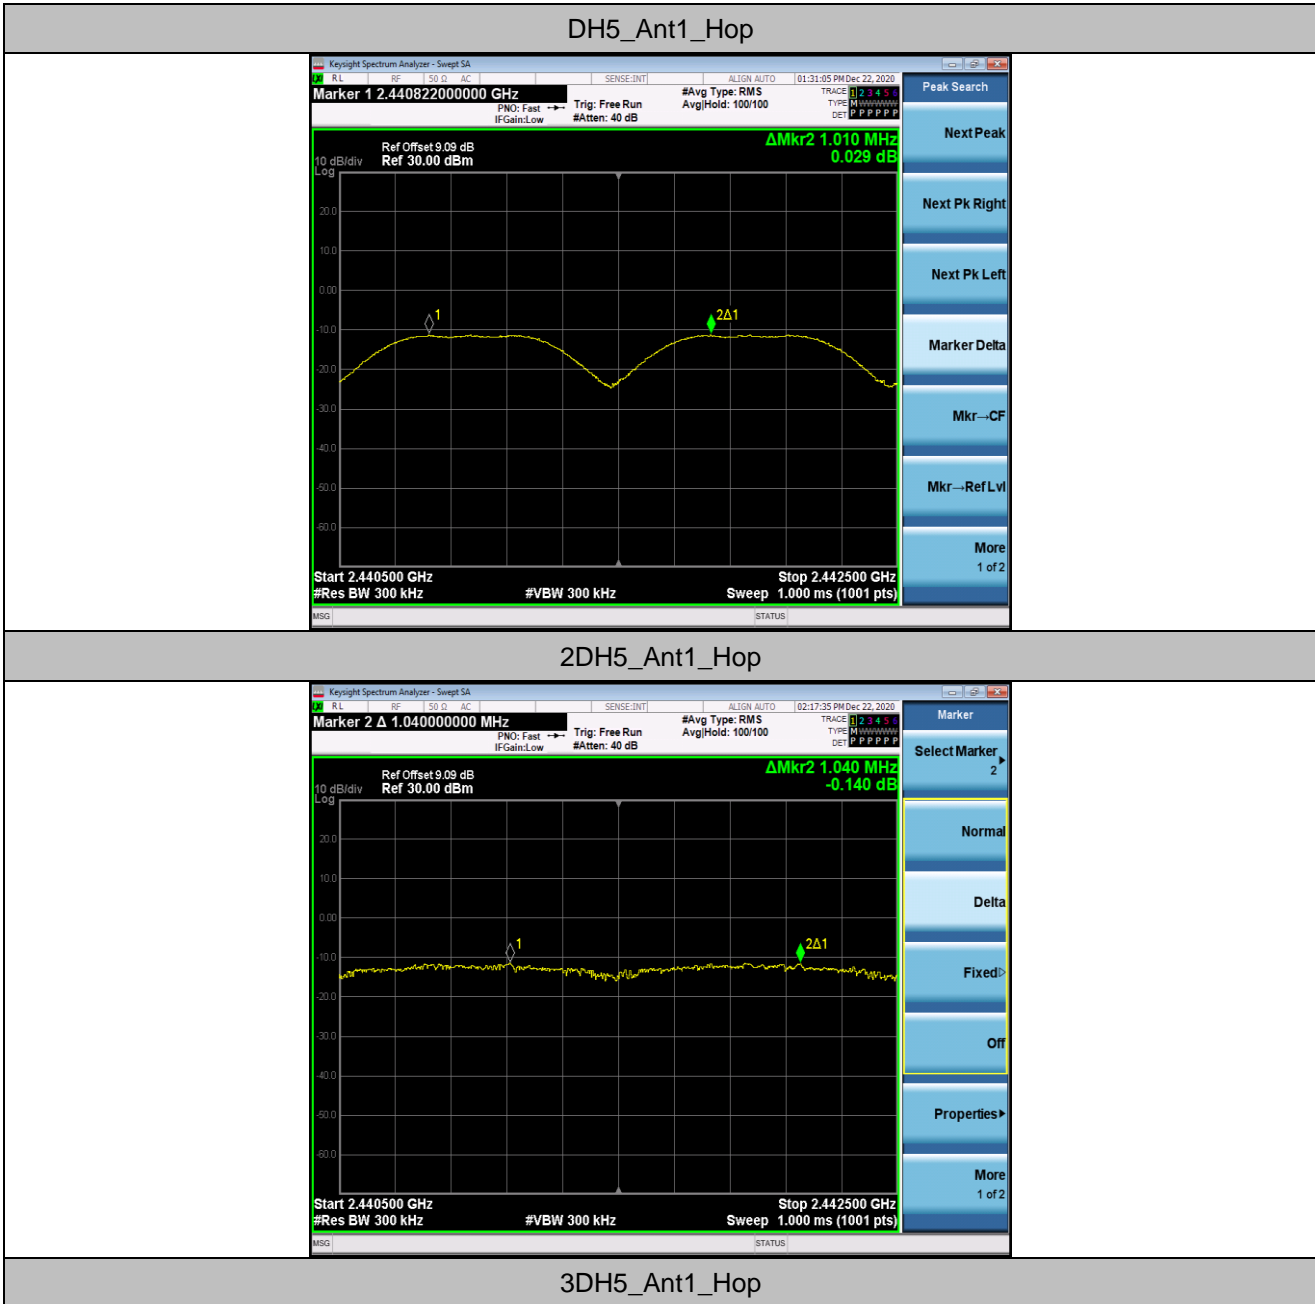 DH5_Ant1_Hop
Keysight Spectrum Analyzer - Swept SA
RL RF 50 Ω AC SENSE:INT ALIGN AUTO 01:31:05 PM Dec 22, 2020
Marker 1 2.440822000000 GHz
PNO: Fast Trig: Free Run #Avg Type: RMS TRACE 1 2 3 4 5 6
IFGain:Low #Atten: 40 dB Avg|Hold: 100/100 TYPE M WWWWW
DET P P P P P P
Peak Search
Next Peak
Next Pk Right
Next Pk Left
Marker Delta
Mkr→CF
Mkr→Ref Lvl
More
1 of 2
ΔMkr2 1.010 MHz
0.029 dB
Ref Offset 9.09 dB
10 dB/div Ref 30.00 dBm
Log
20.0
10.0
0.00
-10.0
-20.0
-30.0
-40.0
-50.0
-60.0
1
2Δ1
Start 2.440500 GHz Stop 2.442500 GHz
#Res BW 300 kHz #VBW 300 kHz Sweep 1.000 ms (1001 pts)
MSG STATUS
2DH5_Ant1_Hop
Keysight Spectrum Analyzer - Swept SA
RL RF 50 Ω AC SENSE:INT ALIGN AUTO 02:17:35 PM Dec 22, 2020
Marker 2 Δ 1.040000000 MHz
PNO: Fast Trig: Free Run #Avg Type: RMS TRACE 1 2 3 4 5 6
IFGain:Low #Atten: 40 dB Avg|Hold: 100/100 TYPE M WWWWW
DET P P P P P P
Marker
Select Marker
2
Normal
Delta
Fixed
Off
Properties
More
1 of 2
ΔMkr2 1.040 MHz
-0.140 dB
Ref Offset 9.09 dB
10 dB/div Ref 30.00 dBm
Log
20.0
10.0
0.00
-10.0
-20.0
-30.0
-40.0
-50.0
-60.0
1
2Δ1
Start 2.440500 GHz Stop 2.442500 GHz
#Res BW 300 kHz #VBW 300 kHz Sweep 1.000 ms (1001 pts)
MSG STATUS
3DH5_Ant1_Hop